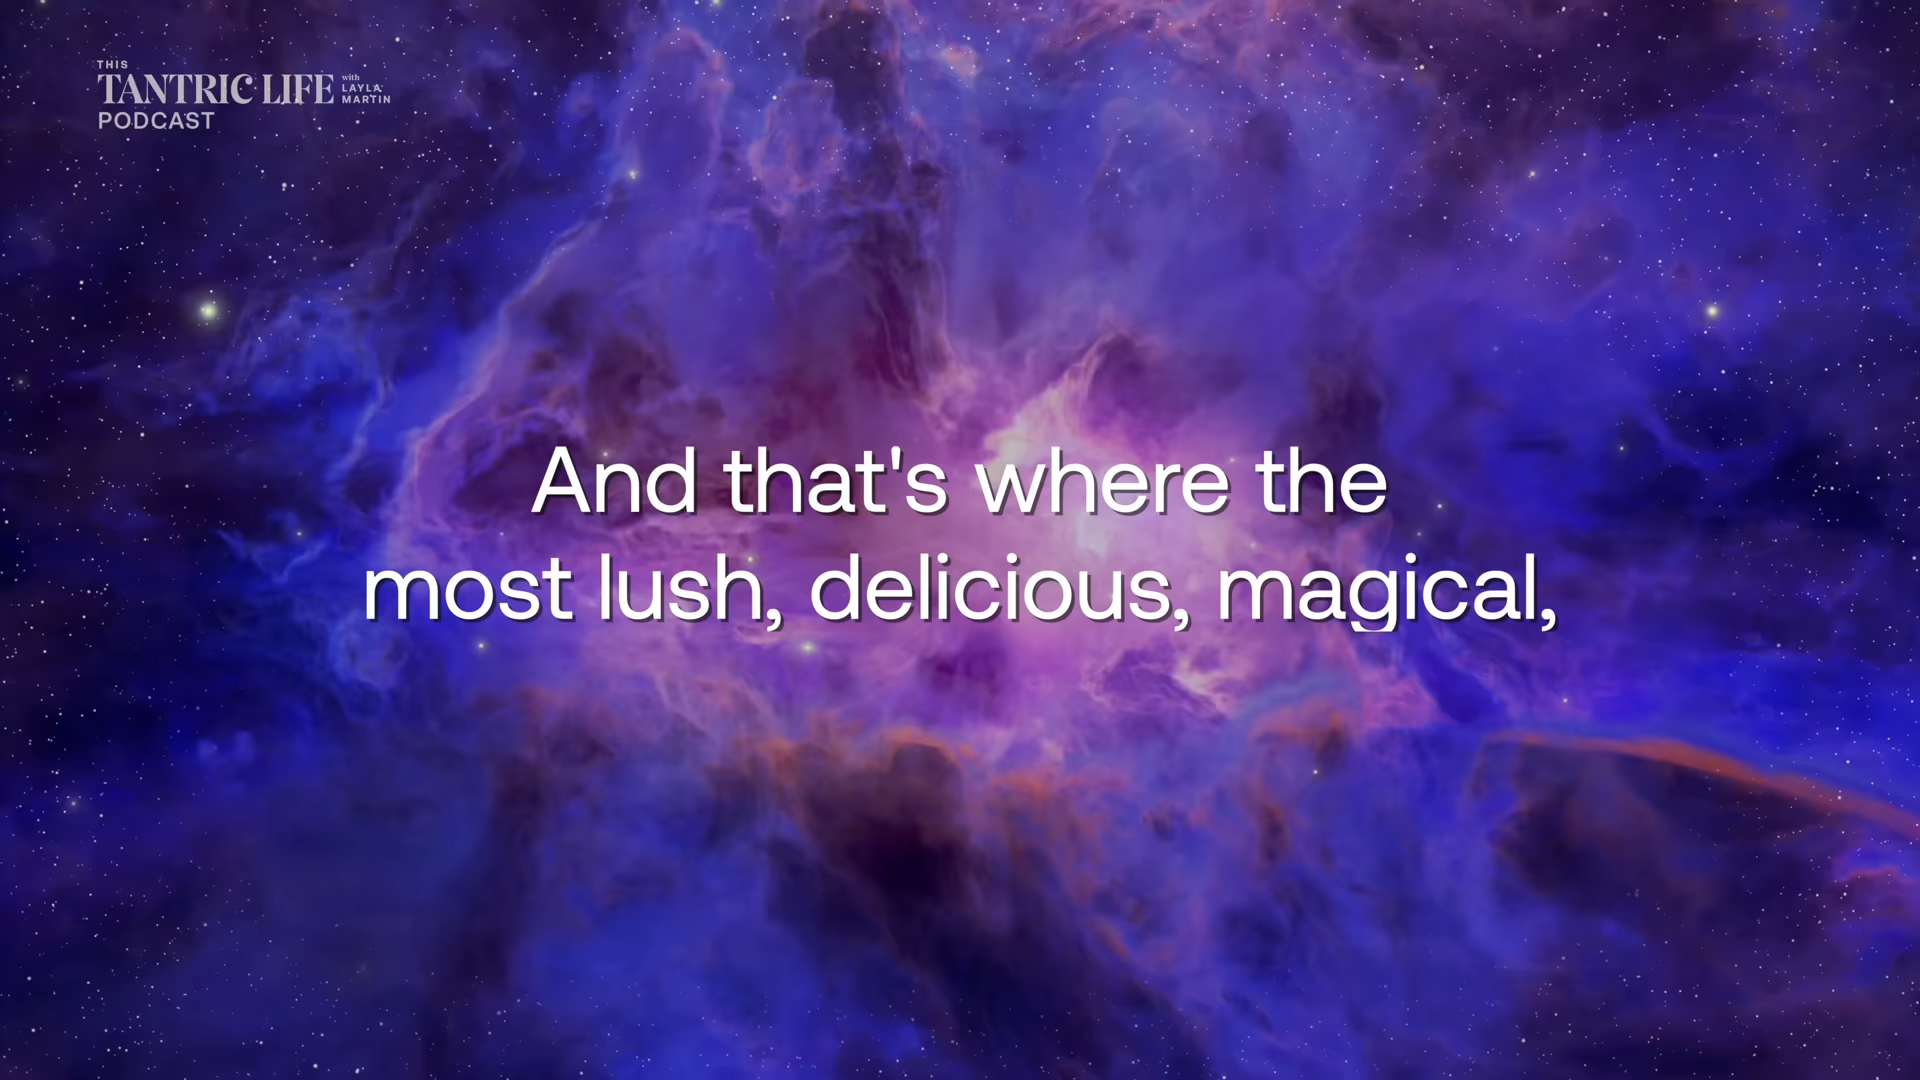 THIS
TANTRIC LIFE with LAYLA MARTIN
PODCAST
And that's where the
most lush, delicious, magical,